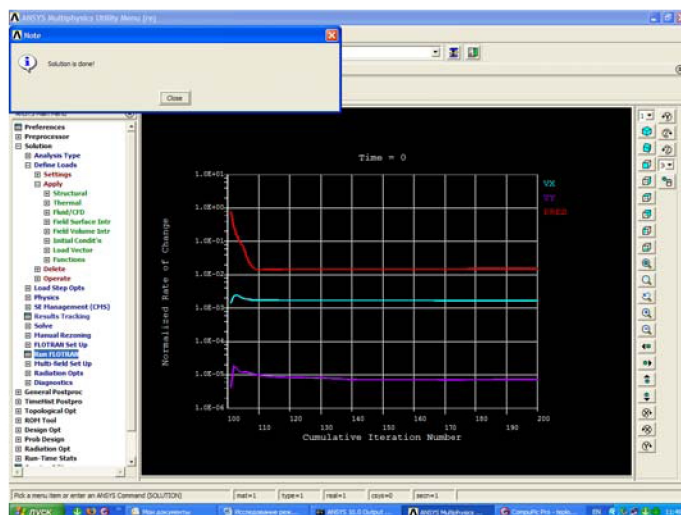 ANSYS Multiphysics Utility Menu (re)
Note
Solution is done!
Close
ANSYS Main Menu
Preferences
Preprocessor
Solution
Analysis Type
Define Loads
Settings
Apply
Structural
Thermal
Fluid/CFD
Field Surface Intr
Field Volume Intr
Initial Condit'n
Load Vector
Functions
Delete
Operate
Load Step Opts
Physics
SE Management (CMS)
Results Tracking
Solve
Manual Rezoning
FLOTRAN Set Up
Run FLOTRAN
Multi-field Set Up
Radiation Opts
Diagnostics
General Postproc
TimeHist Postpro
Topological Opt
ROM Tool
Design Opt
Prob Design
Radiation Opt
Run-Time Stats
Time = 0
VX
VY
PRES
1.0E+01
1.0E+00
1.0E-01
1.0E-02
1.0E-03
1.0E-04
1.0E-05
1.0E-06
Normalized Rate of Change
100
110
120
130
140
150
160
170
180
190
200
Cumulative Iteration Number
Pick a menu item or enter an ANSYS Command (SOLUTION)
mat=1
type=1
real=1
csys=0
secn=1
пуск
Мои документы
ANSYS 10.0 Output
ANSYS Multiphysics
EN